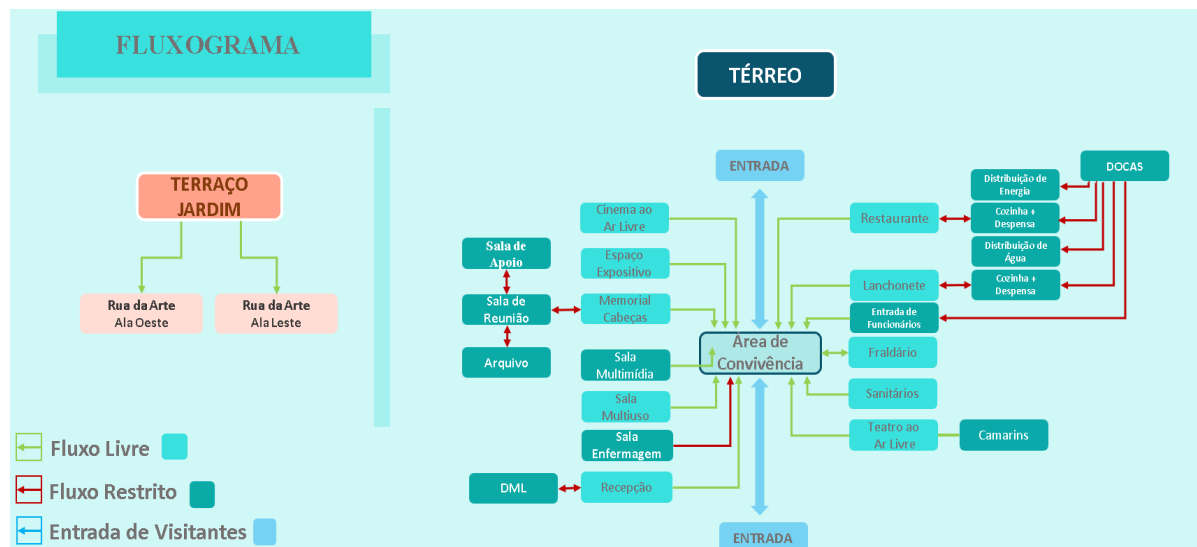 FLUXOGRAMA
TÉRREO
TERRAÇO
JARDIM
Rua da Arte
Ala Oeste
Rua da Arte
Ala Leste
Fluxo Livre
Fluxo Restrito
Entrada de Visitantes
ENTRADA
DOCAS
Cinema ao
Ar Livre
Restaurante
Distribuição de
Energia
Cozinha +
Despensa
Sala de
Apoio
Espaço
Expositivo
Distribuição de
Água
Sala de
Reunião
Memorial
Cabeças
Lanchonete
Cozinha +
Despensa
Entrada de
Funcionários
Arquivo
Sala
Multimídia
Área de
Convivência
Fraldário
Sala
Multiuso
Sanitários
Sala
Enfermagem
Teatro ao
Ar Livre
Camarins
DML
Recepção
ENTRADA